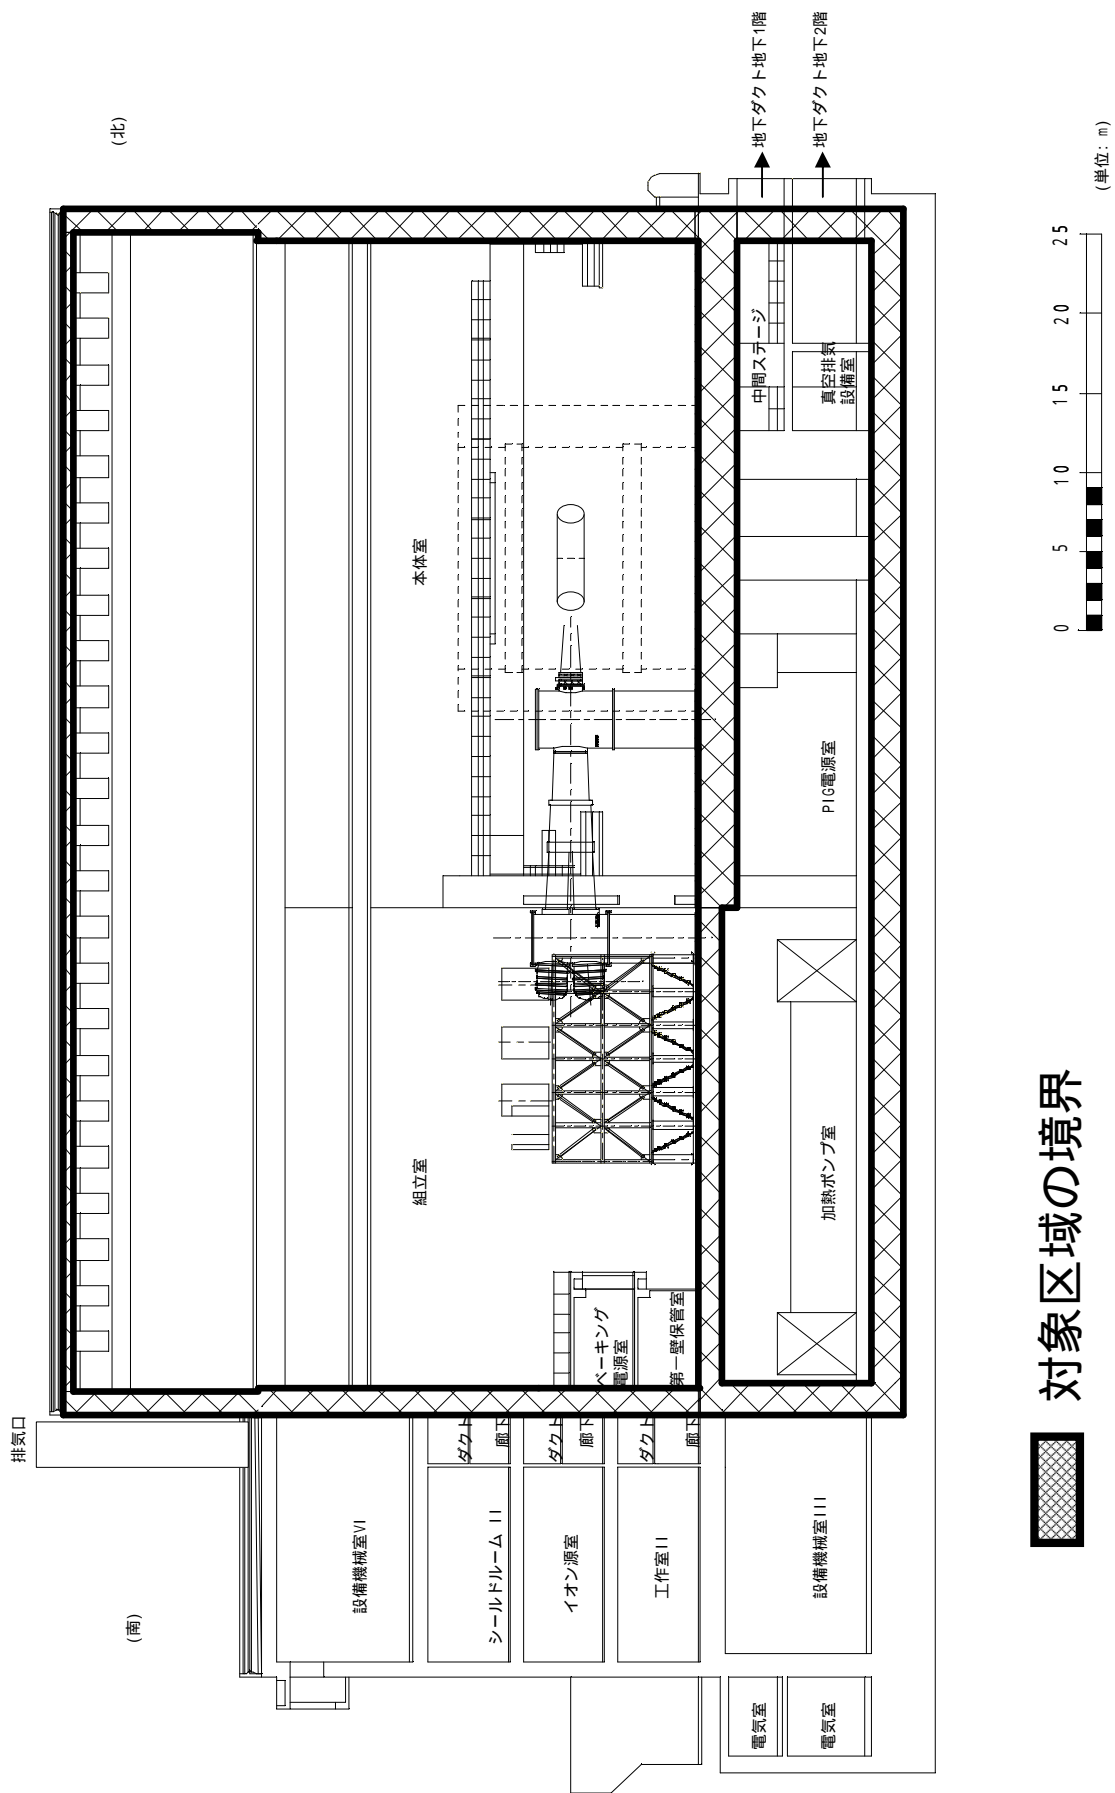 排気口
(南)
(北)
設備機械室VI
ダクト
廊下
シールドルーム II
ダクト
廊下
イオン源室
ダクト
廊下
工作室II
設備機械室III
電気室
電気室
組立室
本体室
ベーキング
電源室
第一壁保管室
加熱ポンプ室
PIG電源室
中間ステージ
真空排気
設備室
地下ダクト地下1階
地下ダクト地下2階
対象区域の境界
0 5 10 15 20 25
(単位: m)